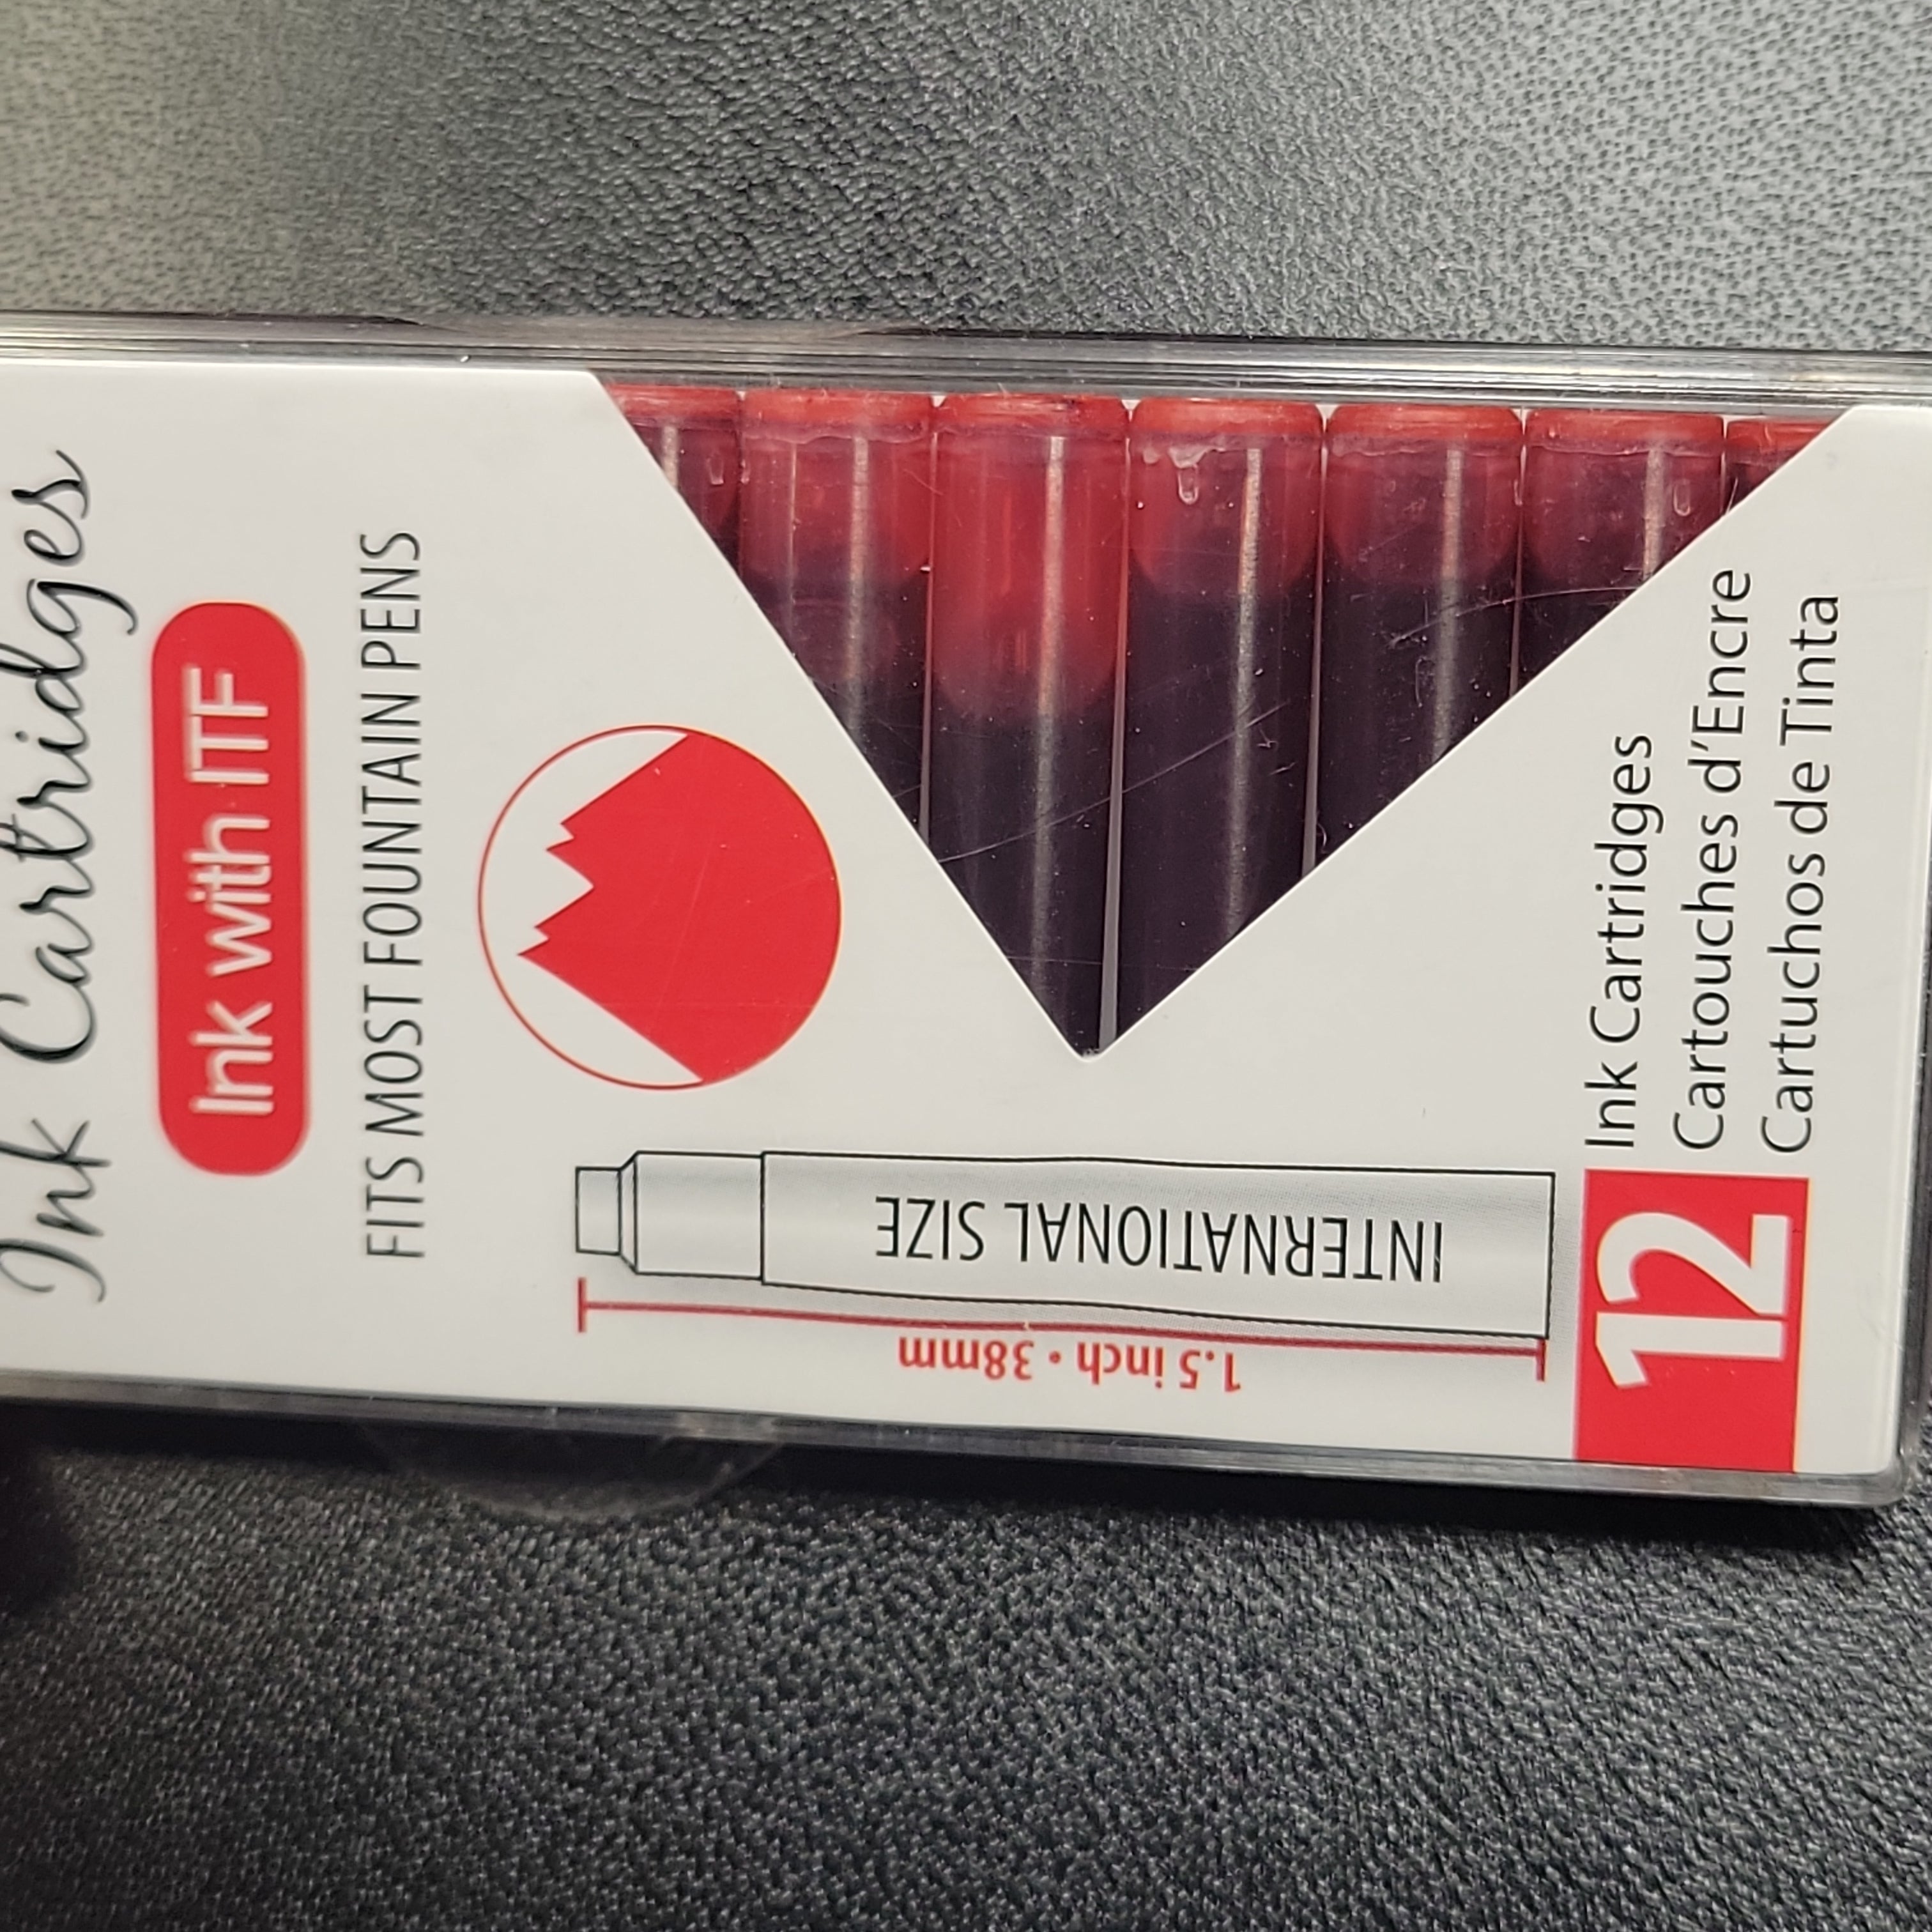 Ink Cartridges
Ink with ITF
FITS MOST FOUNTAIN PENS
INTERNATIONAL SIZE
1.5 inch • 38mm
12
Ink Cartridges
Cartouches d'Encre
Cartuchos de Tinta